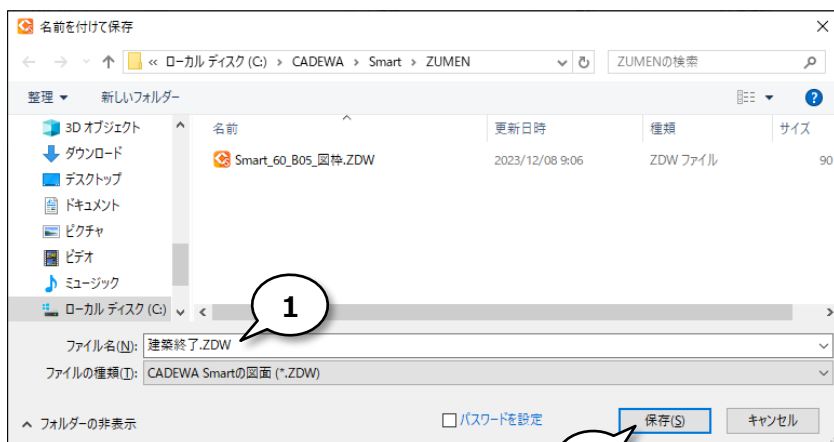 名前を付けて保存
« ローカル ディスク (C:) › CADEWA › Smart › ZUMEN
ZUMENの検索
整理 新しいフォルダー
3D オブジェクト
ダウンロード
デスクトップ
ドキュメント
ピクチャ
ビデオ
ミュージック
ローカル ディスク (C:)
名前 更新日時 種類 サイズ
Smart_60_B05_図枠.ZDW 2023/12/08 9:06 ZDW ファイル 90
1
ファイル名(N): 建築終了.ZDW
ファイルの種類(T): CADEWA Smartの図面 (*.ZDW)
フォルダーの非表示
パスワードを設定
保存(S) キャンセル